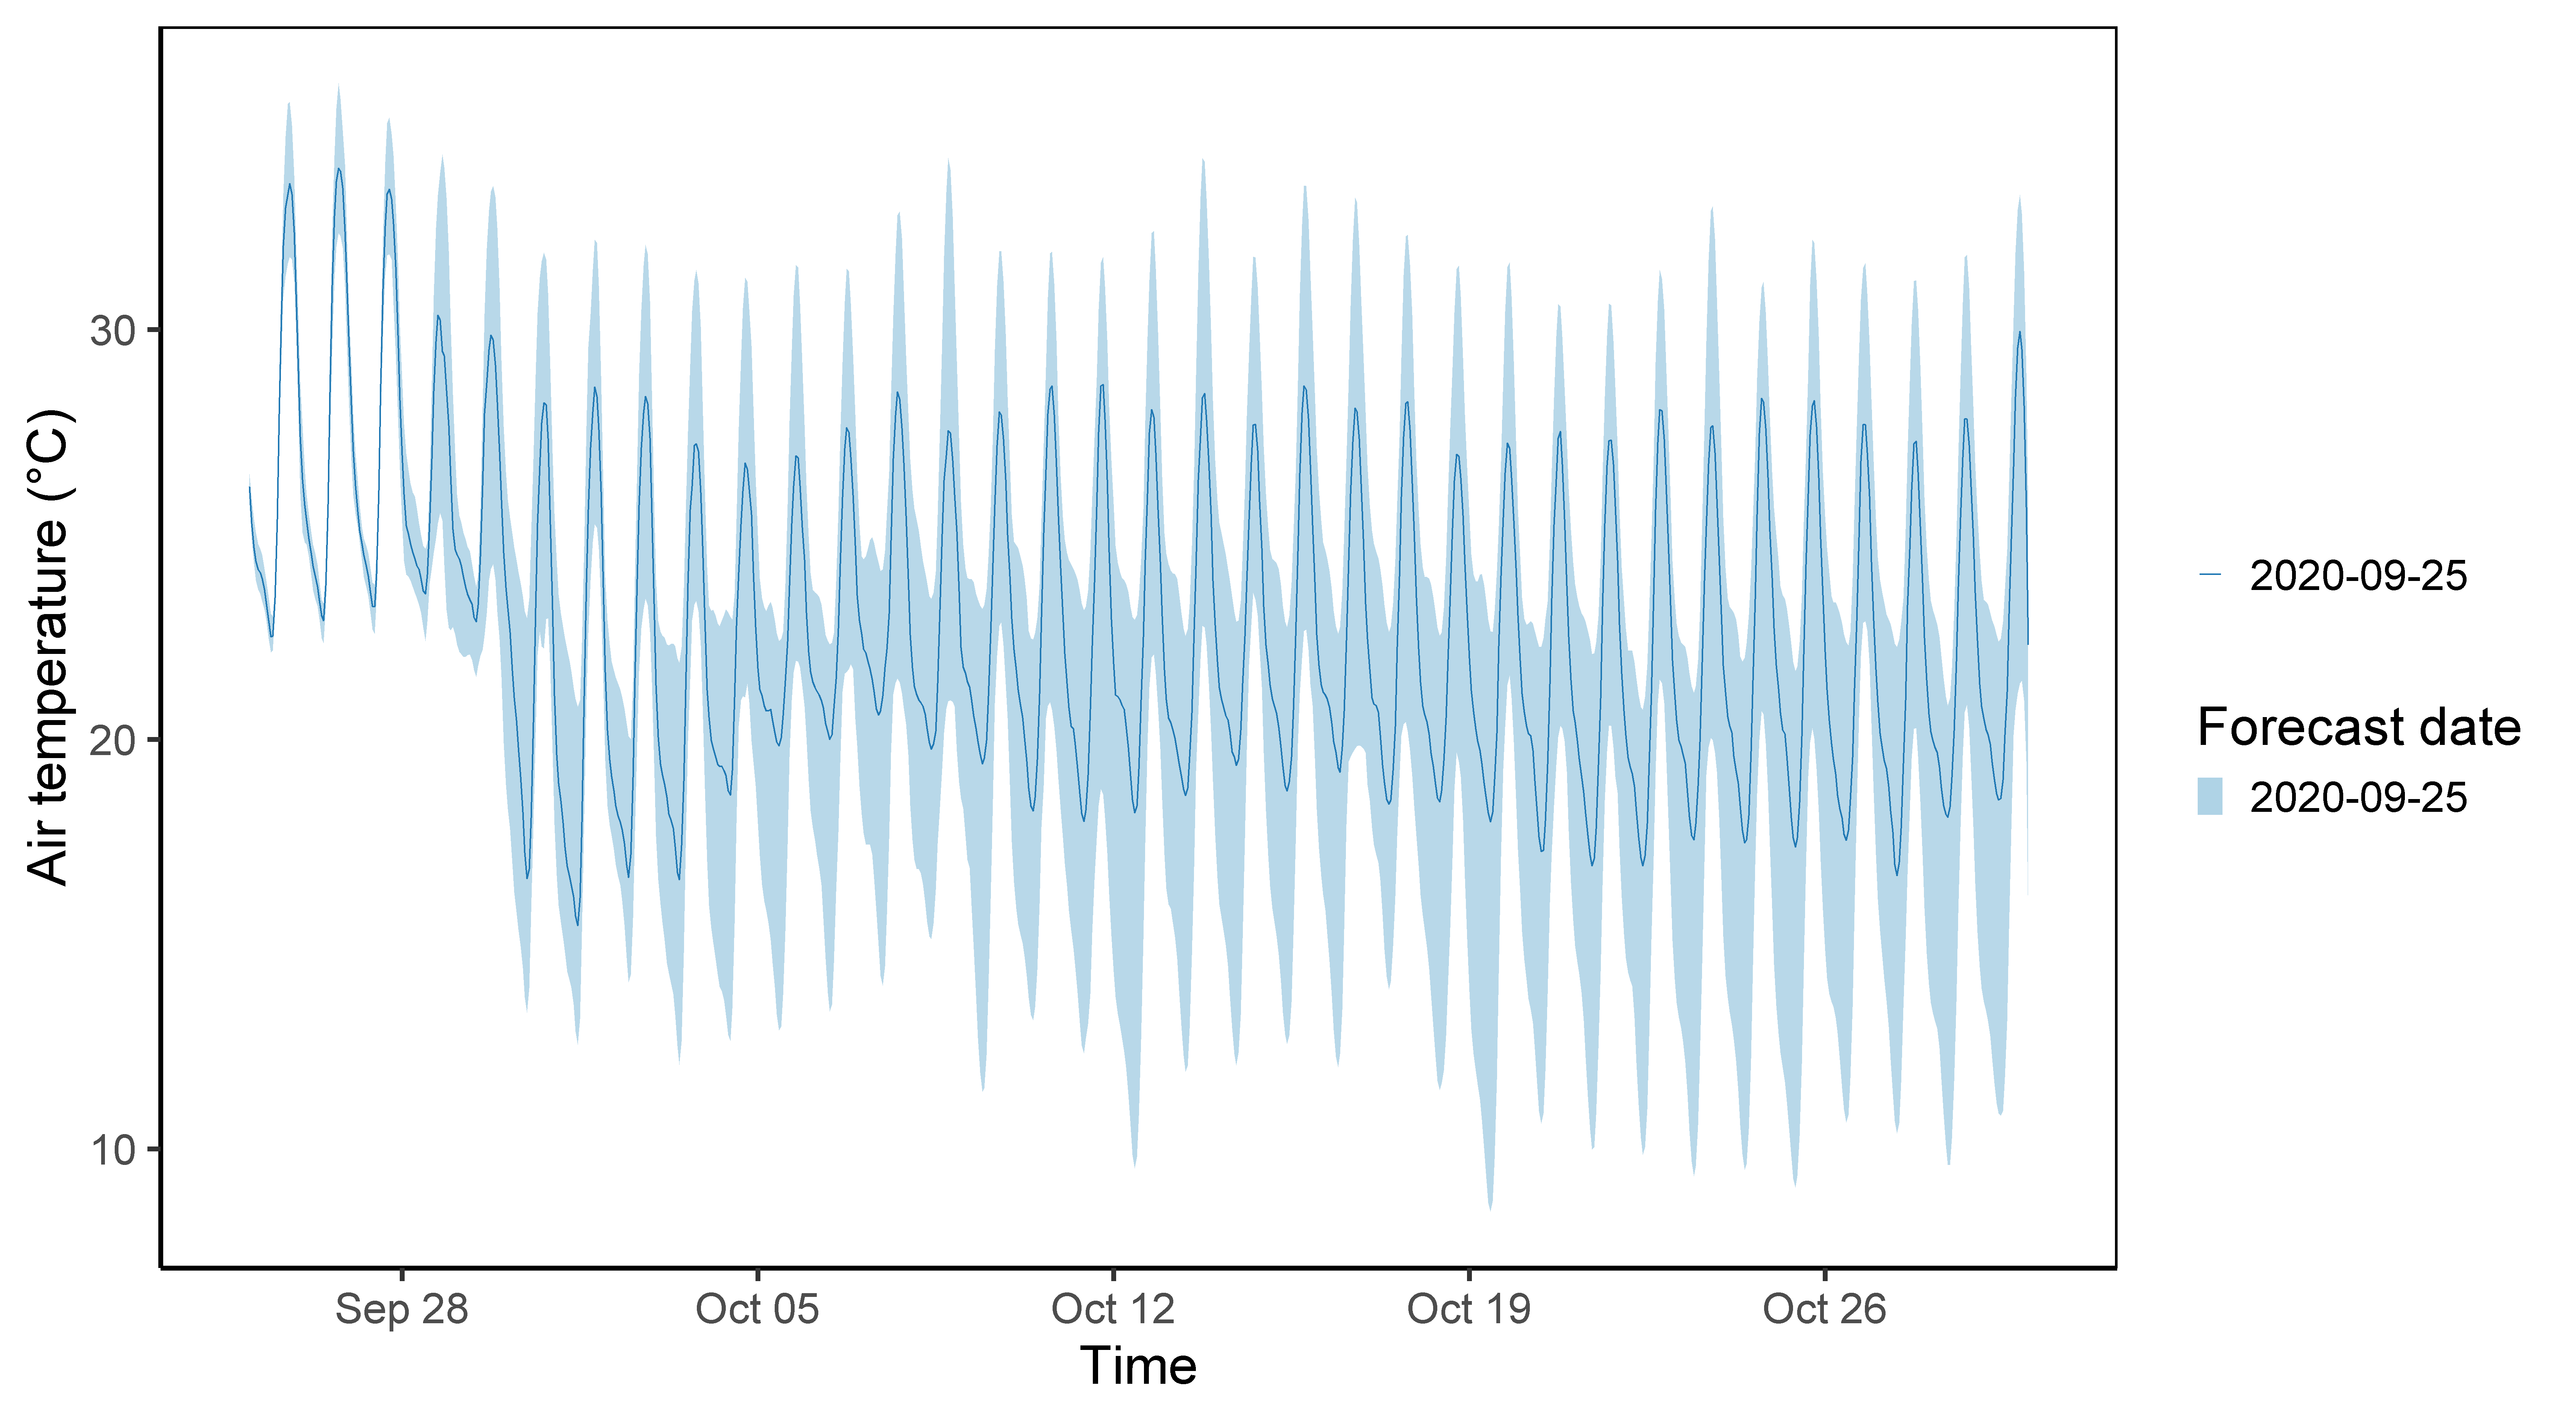 Air temperature (°C)
30
20
10
Sep 28
Oct 05
Oct 12
Oct 19
Oct 26
Time
2020-09-25
Forecast date
2020-09-25